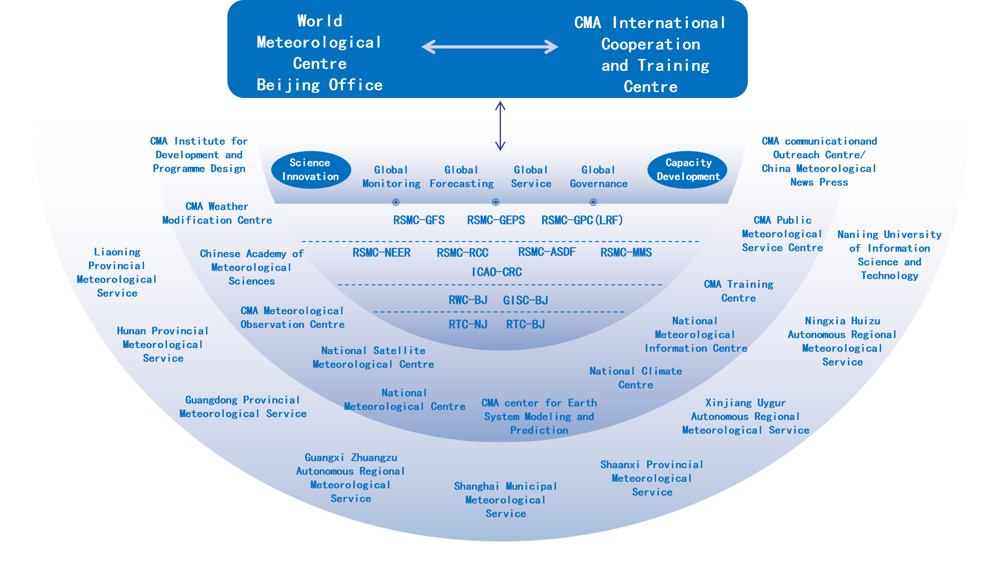 World
Meteorological
Centre
Beijing Office
CMA International
Cooperation
and Training
Centre
CMA Institute for
Development and
Programme Design
Science
Innovation
Global
Monitoring
Global
Forecasting
Global
Service
Global
Governance
Capacity
Development
CMA communicationand
Outreach Centre/
China Meteorological
News Press
CMA Weather
Modification Centre
RSMC-GFS
RSMC-GEPS
RSMC-GPC(LRF)
CMA Public
Meteorological
Service Centre
Naniing University
of Information
Science and
Technology
Liaoning
Provincial
Meteorological
Service
Chinese Academy of
Meteorological
Sciences
RSMC-NEER
RSMC-RCC
RSMC-ASDF
RSMC-MMS
ICAO-CRC
CMA Training
Centre
RWC-BJ
GISC-BJ
CMA Meteorological
Observation Centre
RTC-NJ
RTC-BJ
National
Meteorological
Information Centre
Ningxia Huizu
Autonomous Regional
Meteorological
Service
Hunan Provincial
Meteorological
Service
National Satellite
Meteorological Centre
National Climate
Centre
Guangdong Provincial
Meteorological Service
National
Meteorological Centre
CMA center for Earth
System Modeling and
Prediction
Xinjiang Uygur
Autonomous Regional
Meteorological Service
Guangxi Zhuangzu
Autonomous Regional
Meteorological
Service
Shanghai Municipal
Meteorological
Service
Shaanxi Provincial
Meteorological
Service